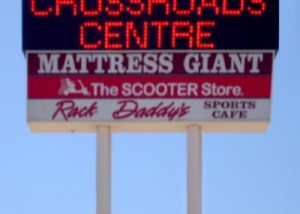 CROSSROADS
CENTRE
MATTRESS GIANT
The SCOOTER Store.
Rack Daddy's SPORTS CAFE